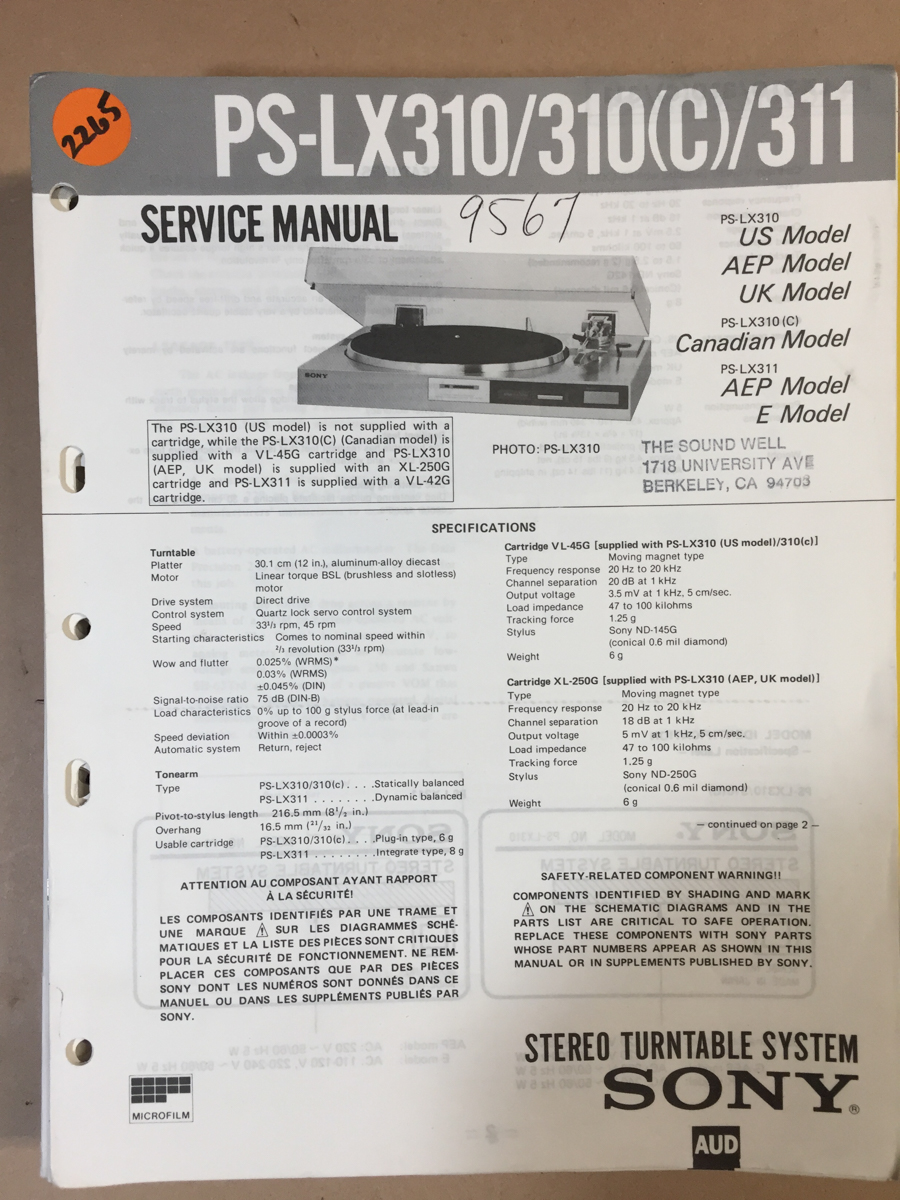 2265
PS-LX310/310(C)/311
SERVICE MANUAL
9567
PS-LX310
US Model
AEP Model
UK Model
PS-LX310 (C)
Canadian Model
PS-LX311
AEP Model
E Model
SONY
The PS-LX310 (US model) is not supplied with a
cartridge, while the PS-LX310(C) (Canadian model) is
supplied with a VL-45G cartridge and PS-LX310
(AEP, UK model) is supplied with an XL-250G
cartridge and PS-LX311 is supplied with a VL-42G
cartridge.
PHOTO: PS-LX310
THE SOUND WELL
1718 UNIVERSITY AVE
BERKELEY, CA 94703
SPECIFICATIONS
Turntable
Platter 30.1 cm (12 in.), aluminum-alloy diecast
Motor Linear torque BSL (brushless and slotless)
motor
Drive system Direct drive
Control system Quartz lock servo control system
Speed 33 1/3 rpm, 45 rpm
Starting characteristics Comes to nominal speed within
2/3 revolution (33 1/3 rpm)
Wow and flutter 0.025% (WRMS)*
0.03% (WRMS)
±0.045% (DIN)
Signal-to-noise ratio 75 dB (DIN-B)
Load characteristics 0% up to 100 g stylus force (at lead-in
groove of a record)
Speed deviation Within ±0.0003%
Automatic system Return, reject
Tonearm
Type PS-LX310/310(c) . . . .Statically balanced
PS-LX311 . . . . . . . .Dynamic balanced
Pivot-to-stylus length 216.5 mm (8 1/2 in.)
Overhang 16.5 mm (21/32 in.)
Usable cartridge PS-LX310/310(c) . . . .Plug-in type, 6 g
PS-LX311 . . . . . . . .Integrate type, 8 g
ATTENTION AU COMPOSANT AYANT RAPPORT
À LA SÉCURITÉ!
LES COMPOSANTS IDENTIFIÉS PAR UNE TRAME ET
UNE MARQUE ⚠ SUR LES DIAGRAMMES SCHÉ-
MATIQUES ET LA LISTE DES PIÈCES SONT CRITIQUES
POUR LA SÉCURITÉ DE FONCTIONNEMENT. NE REM-
PLACER CES COMPOSANTS QUE PAR DES PIÈCES
SONY DONT LES NUMÉROS SONT DONNÉS DANS CE
MANUEL OU DANS LES SUPPLÉMENTS PUBLIÉS PAR
SONY.
Cartridge VL-45G [supplied with PS-LX310 (US model)/310(c)]
Type Moving magnet type
Frequency response 20 Hz to 20 kHz
Channel separation 20 dB at 1 kHz
Output voltage 3.5 mV at 1 kHz, 5 cm/sec.
Load impedance 47 to 100 kilohms
Tracking force 1.25 g
Stylus Sony ND-145G
(conical 0.6 mil diamond)
Weight 6 g
Cartridge XL-250G [supplied with PS-LX310 (AEP, UK model)]
Type Moving magnet type
Frequency response 20 Hz to 20 kHz
Channel separation 18 dB at 1 kHz
Output voltage 5 mV at 1 kHz, 5 cm/sec.
Load impedance 47 to 100 kilohms
Tracking force 1.25 g
Stylus Sony ND-250G
(conical 0.6 mil diamond)
Weight 6 g
— continued on page 2 —
SAFETY-RELATED COMPONENT WARNING!!
COMPONENTS IDENTIFIED BY SHADING AND MARK
⚠ ON THE SCHEMATIC DIAGRAMS AND IN THE
PARTS LIST ARE CRITICAL TO SAFE OPERATION.
REPLACE THESE COMPONENTS WITH SONY PARTS
WHOSE PART NUMBERS APPEAR AS SHOWN IN THIS
MANUAL OR IN SUPPLEMENTS PUBLISHED BY SONY.
STEREO TURNTABLE SYSTEM
SONY®
MICROFILM
AUD